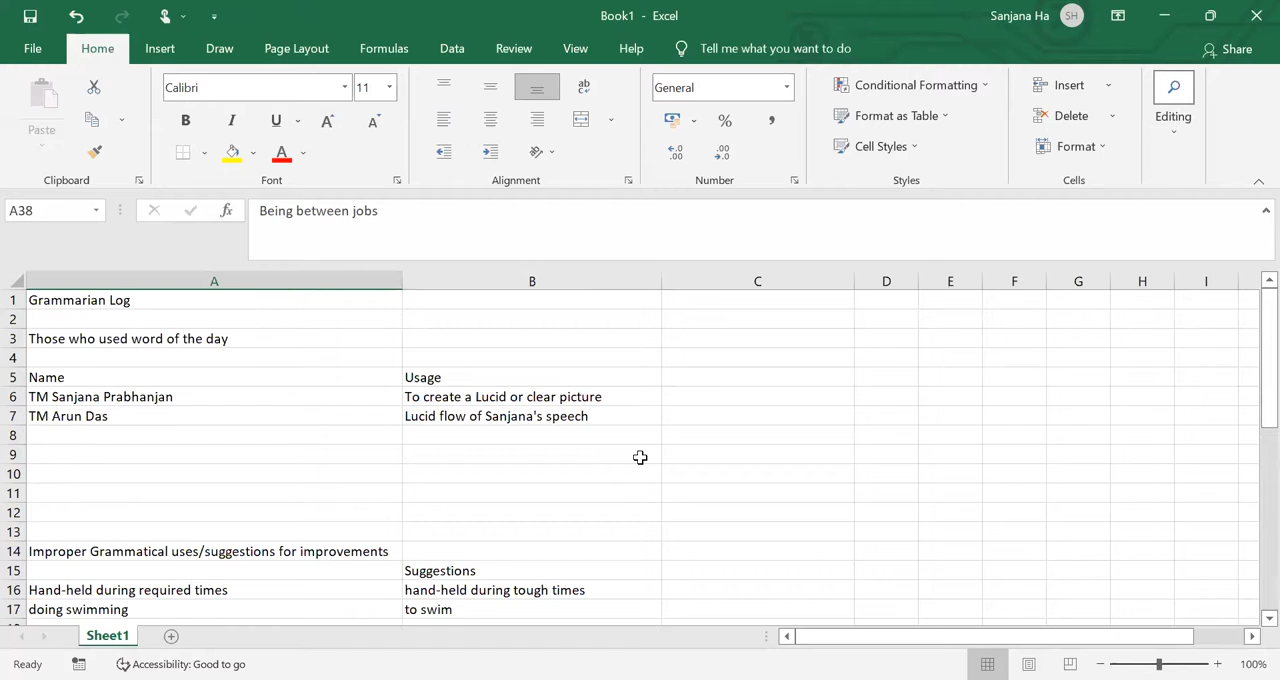 Book1 - Excel
Sanjana Ha SH
File Home Insert Draw Page Layout Formulas Data Review View Help Tell me what you want to do Share
Paste
Clipboard
Calibri 11
B I U A A
A
Font
ab
Alignment
General
%
Number
Conditional Formatting
Format as Table
Cell Styles
Styles
Insert
Delete
Format
Cells
Editing
A38 fx Being between jobs
A B C D E F G H I
1 Grammarian Log
2
3 Those who used word of the day
4
5 Name Usage
6 TM Sanjana Prabhanjan To create a Lucid or clear picture
7 TM Arun Das Lucid flow of Sanjana's speech
8
9
10
11
12
13
14 Improper Grammatical uses/suggestions for improvements
15 Suggestions
16 Hand-held during required times hand-held during tough times
17 doing swimming to swim
Sheet1
Ready Accessibility: Good to go 100%